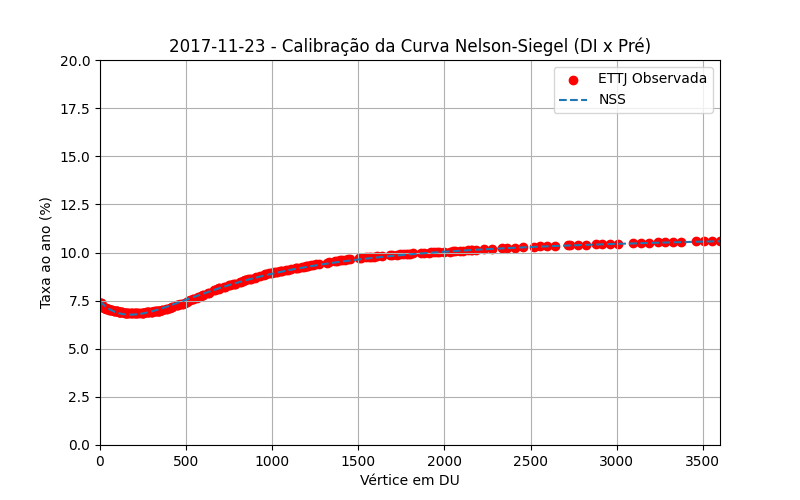 2017-11-23 - Calibração da Curva Nelson-Siegel (DI x Pré)
20.0
17.5
15.0
12.5
10.0
7.5
5.0
2.5
0.0
Taxa ao ano (%)
ETTJ Observada
NSS
0 500 1000 1500 2000 2500 3000 3500
Vértice em DU